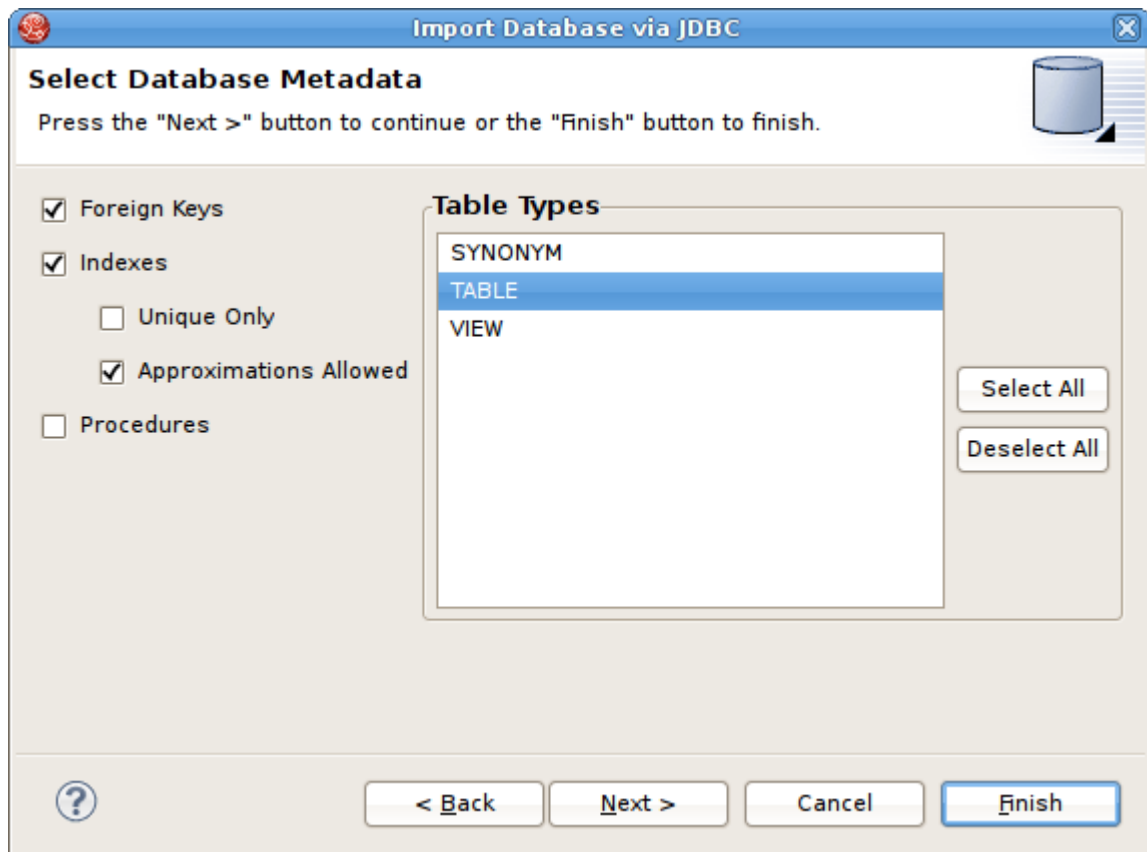 Import Database via JDBC
Select Database Metadata
Press the "Next >" button to continue or the "Finish" button to finish.
Foreign Keys
Indexes
Unique Only
Approximations Allowed
Procedures
Table Types
SYNONYM
TABLE
VIEW
Select All
Deselect All
?
< Back
Next >
Cancel
Finish